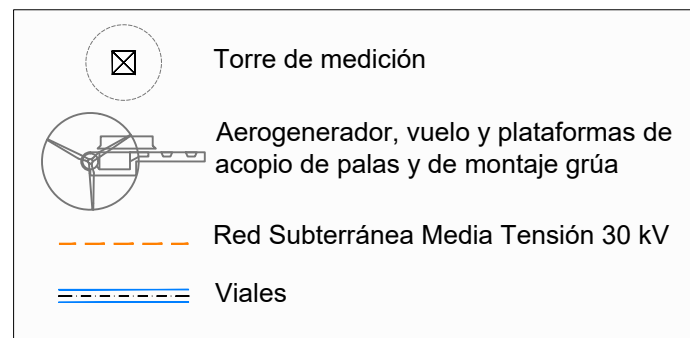 Torre de medición
Aerogenerador, vuelo y plataformas de
acopio de palas y de montaje grúa
Red Subterránea Media Tensión 30 kV
Viales